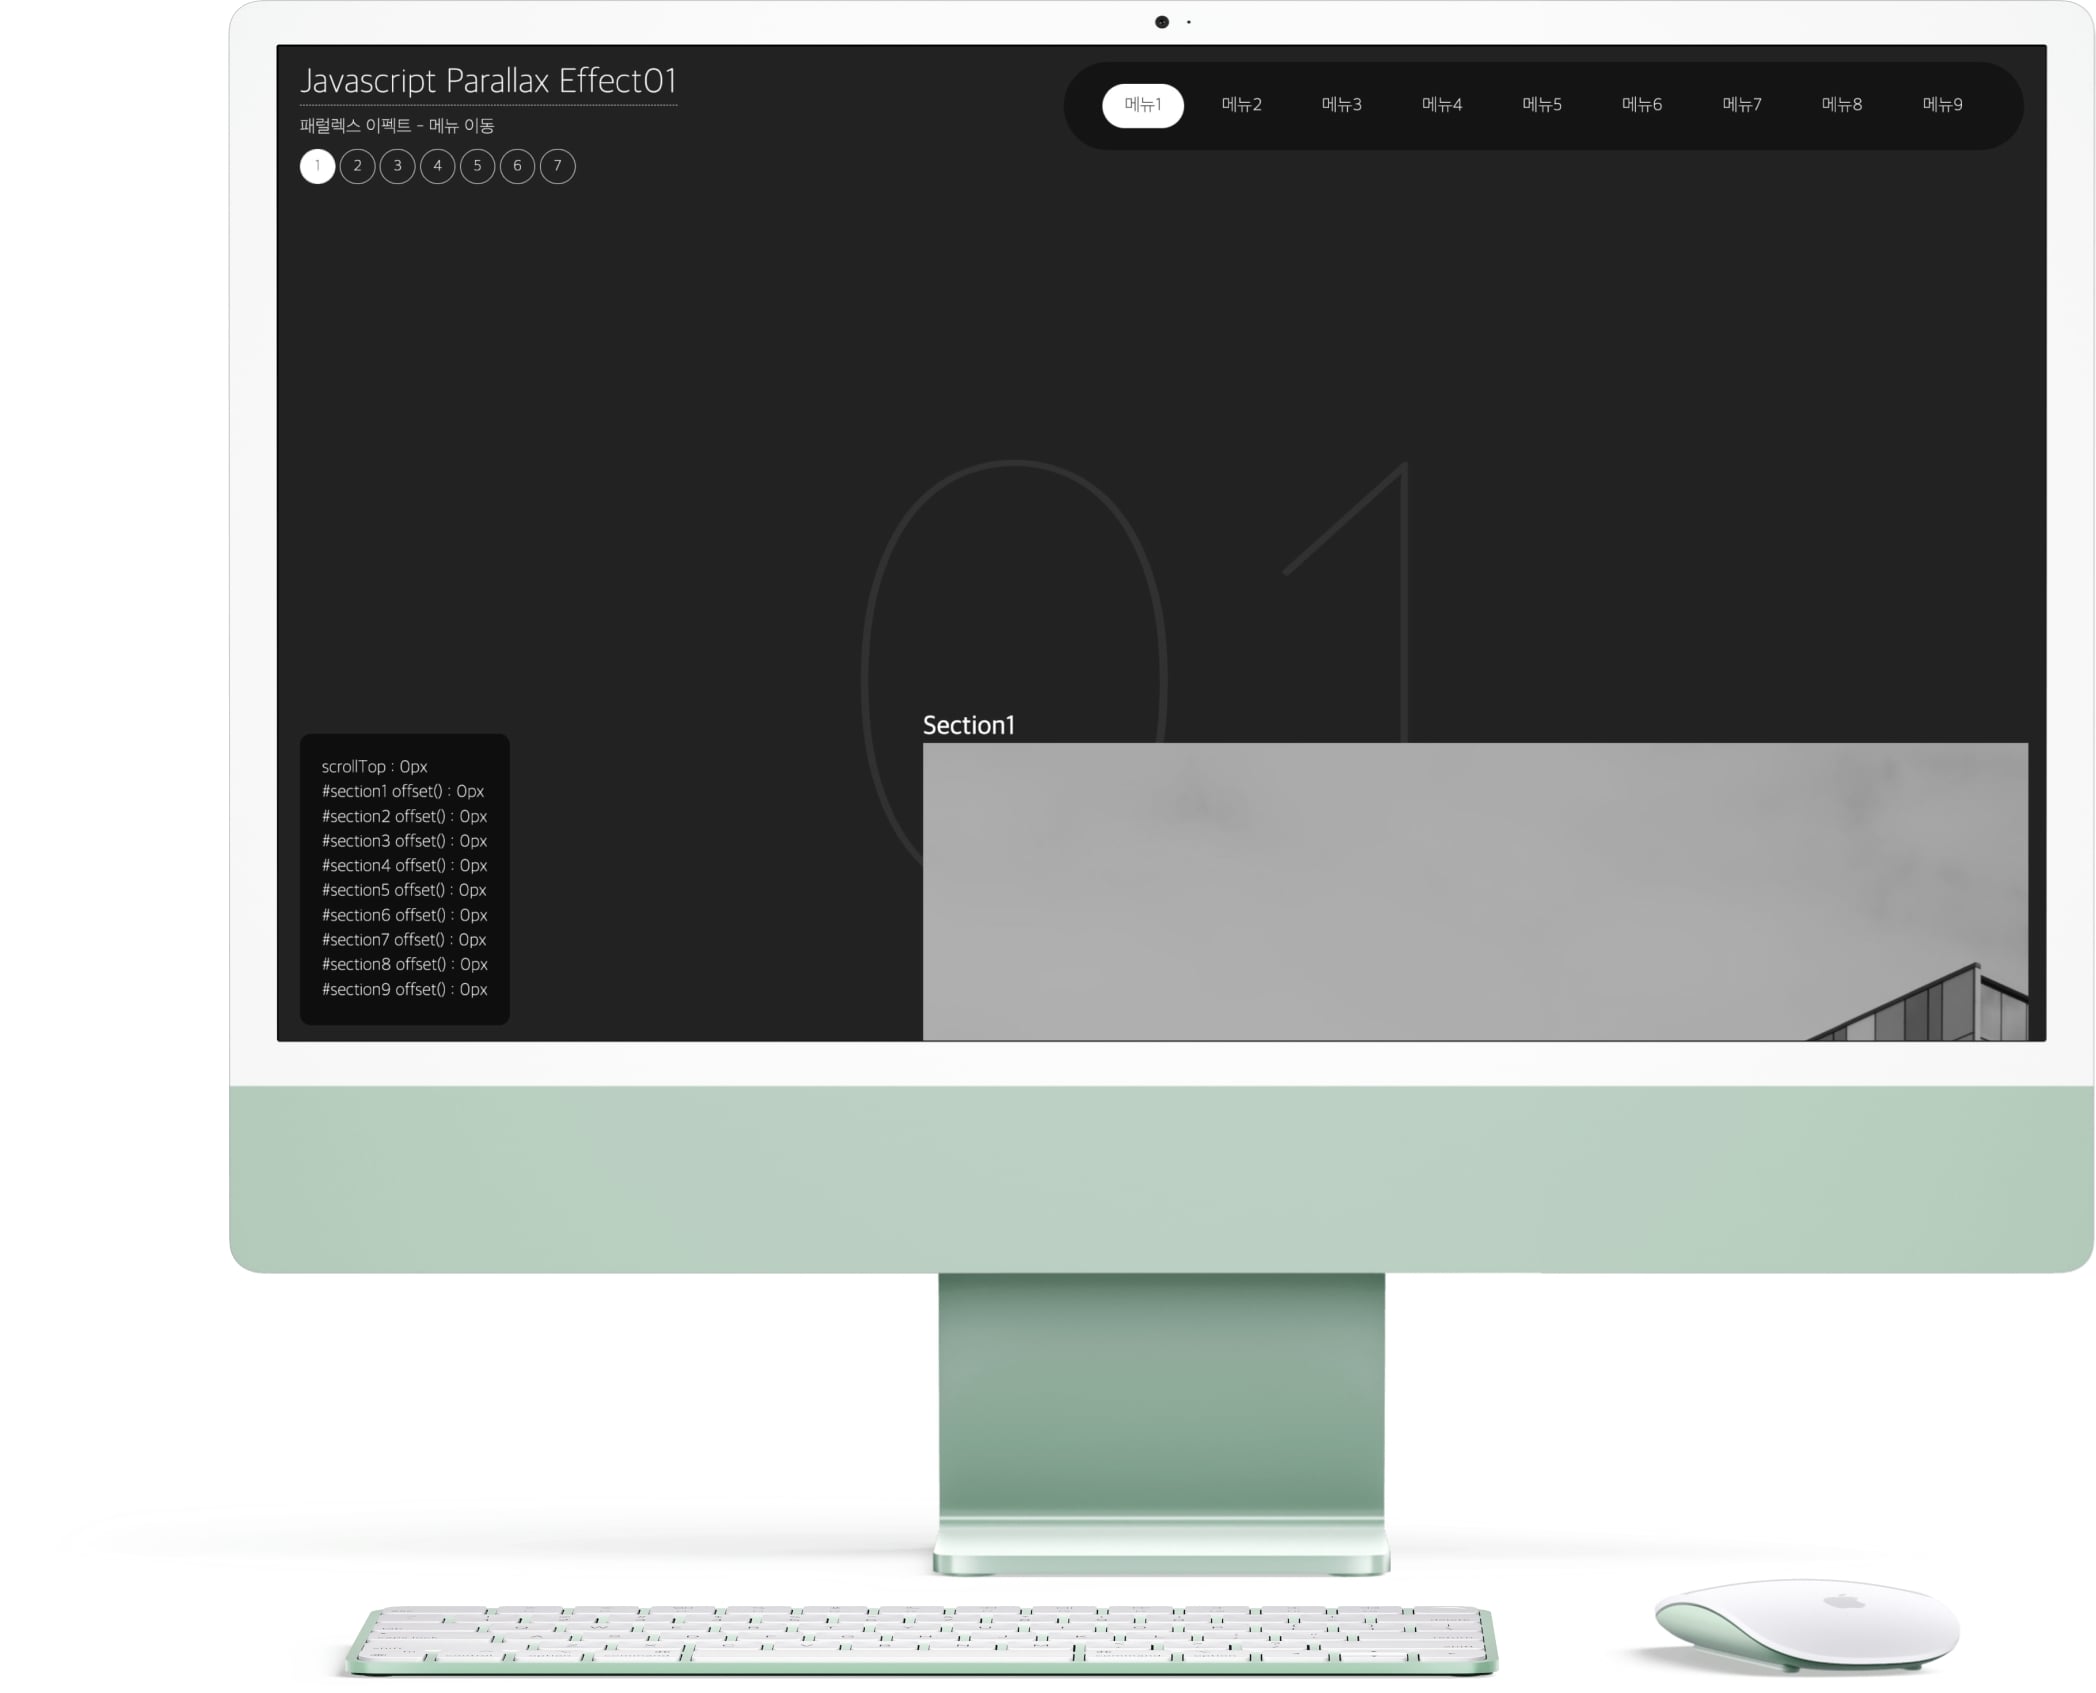 Javascript Parallax Effect01
패럴렉스 이펙트 - 메뉴 이동
1 2 3 4 5 6 7
메뉴1 메뉴2 메뉴3 메뉴4 메뉴5 메뉴6 메뉴7 메뉴8 메뉴9
01
Section1
scrollTop : 0px
#section1 offset() : 0px
#section2 offset() : 0px
#section3 offset() : 0px
#section4 offset() : 0px
#section5 offset() : 0px
#section6 offset() : 0px
#section7 offset() : 0px
#section8 offset() : 0px
#section9 offset() : 0px